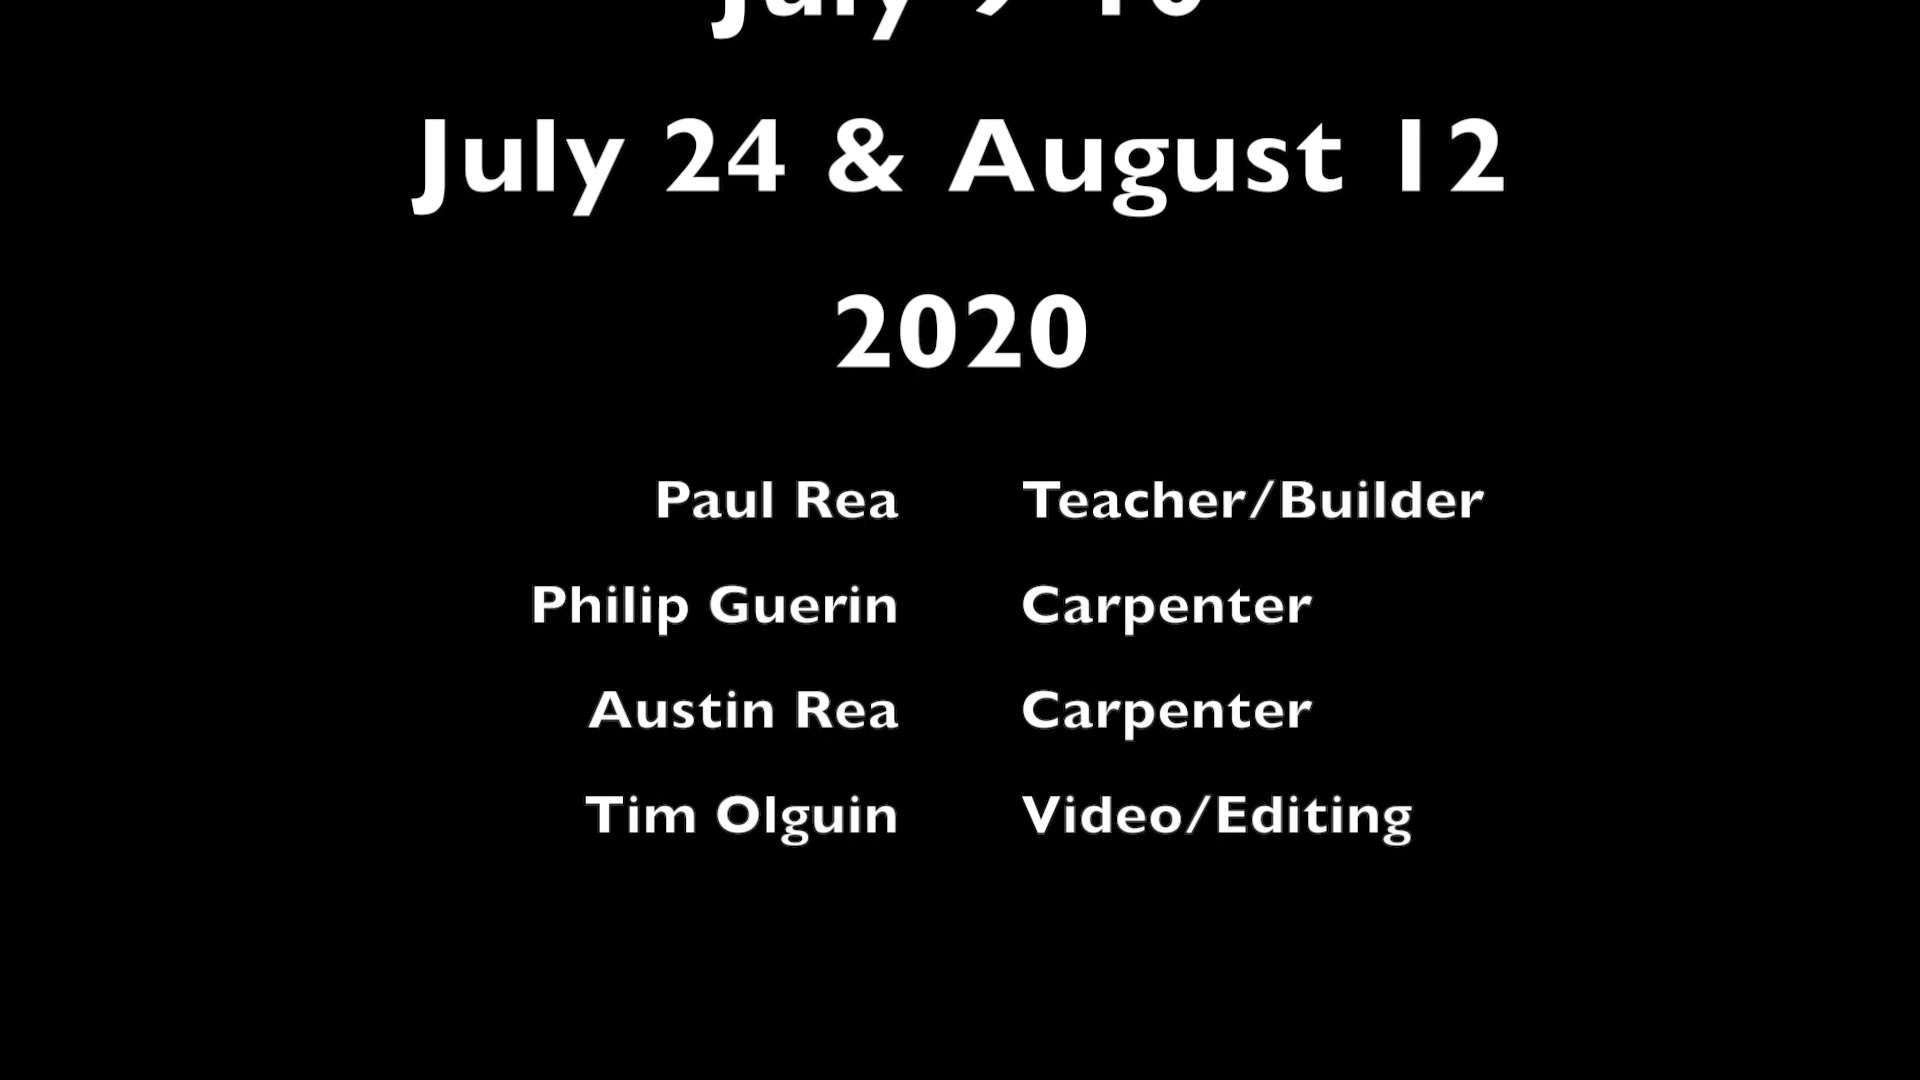 July 24 & August 12
2020
Paul Rea Teacher/Builder
Philip Guerin Carpenter
Austin Rea Carpenter
Tim Olguin Video/Editing